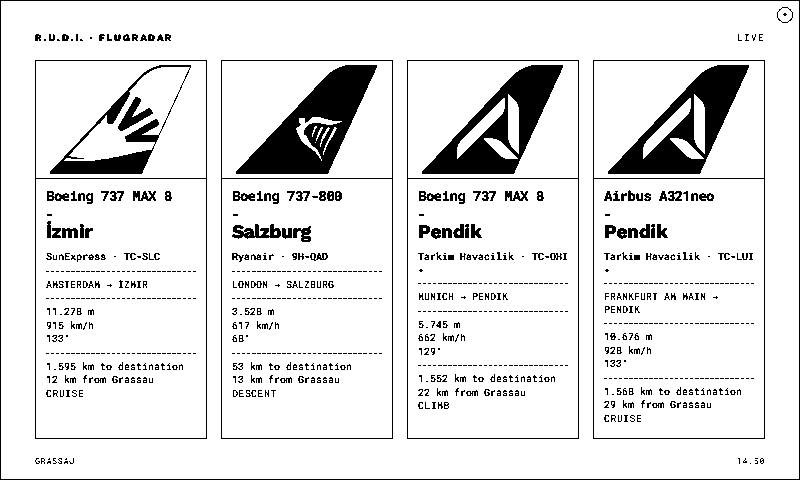 R.U.D.I. · FLUGRADAR
LIVE
Boeing 737 MAX 8
-
İzmir
SunExpress · TC-SLC
AMSTERDAM → İZMIR
11.278 m
915 km/h
133°
1.595 km to destination
12 km from Grassau
CRUISE
Boeing 737-800
-
Salzburg
Ryanair · 9H-QAD
LONDON → SALZBURG
3.528 m
617 km/h
68°
53 km to destination
13 km from Grassau
DESCENT
Boeing 737 MAX 8
-
Pendik
Tarkim Havacilik · TC-OHI
•
MUNICH → PENDIK
5.745 m
662 km/h
129°
1.552 km to destination
22 km from Grassau
CLIMB
Airbus A321neo
-
Pendik
Tarkim Havacilik · TC-LUI
•
FRANKFURT AM MAIN →
PENDIK
10.676 m
928 km/h
133°
1.568 km to destination
29 km from Grassau
CRUISE
GRASSAU
14.50